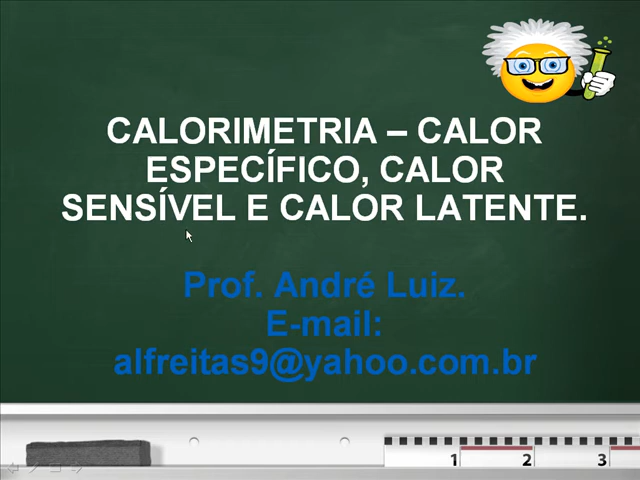 CALORIMETRIA – CALOR
ESPECÍFICO, CALOR
SENSÍVEL E CALOR LATENTE.
Prof. André Luiz.
E-mail:
alfreitas9@yahoo.com.br
1 2 3